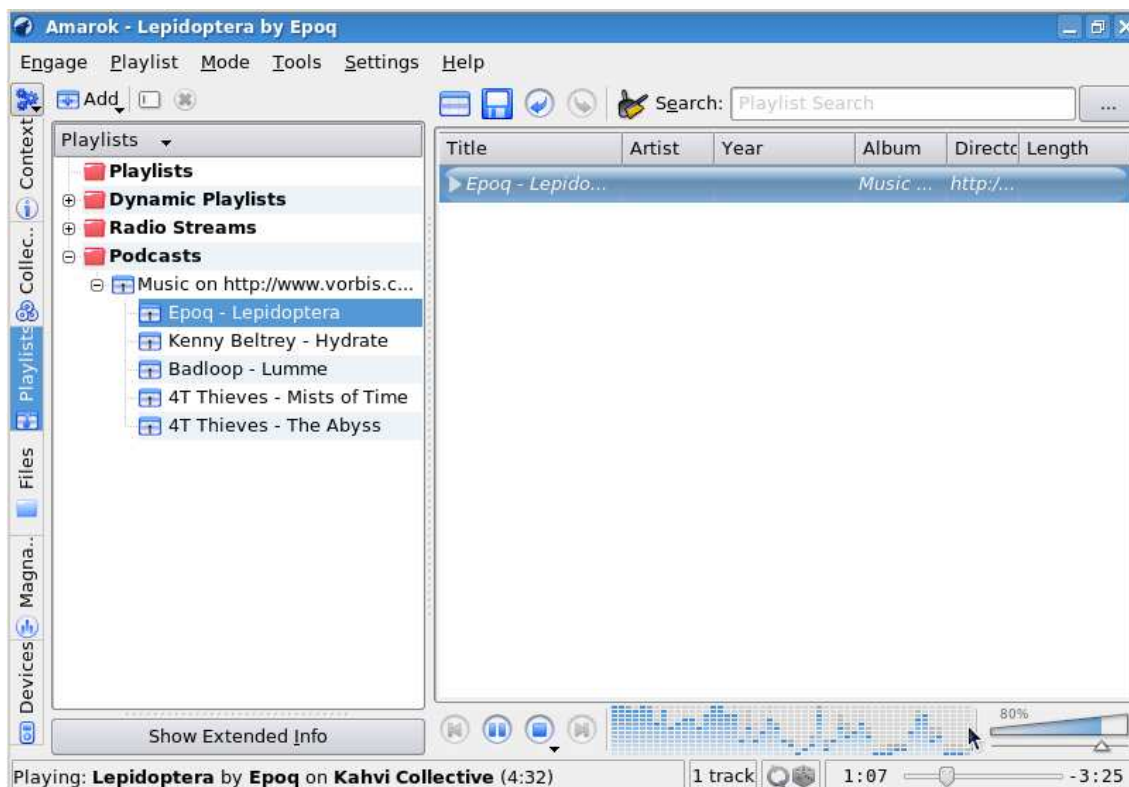 Amarok - Lepidoptera by Epoq
Engage Playlist Mode Tools Settings Help
Add
Search: Playlist Search ...
Context
Collec..
Playlists
Files
Magna..
Devices
Playlists
Playlists
Dynamic Playlists
Radio Streams
Podcasts
Music on http://www.vorbis.c...
Epoq - Lepidoptera
Kenny Beltrey - Hydrate
Badloop - Lumme
4T Thieves - Mists of Time
4T Thieves - The Abyss
Show Extended Info
Title Artist Year Album Directo Length
Epoq - Lepido... Music ... http:/...
80%
Playing: Lepidoptera by Epoq on Kahvi Collective (4:32) 1 track 1:07 -3:25